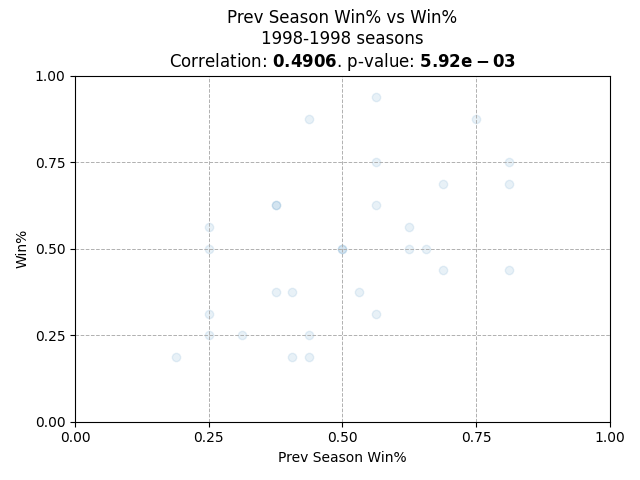 Prev Season Win% vs Win%
1998-1998 seasons
Correlation: 0.4906. p-value: 5.92e − 03
1.00
0.75
0.50
0.25
0.00
Win%
0.00 0.25 0.50 0.75 1.00
Prev Season Win%